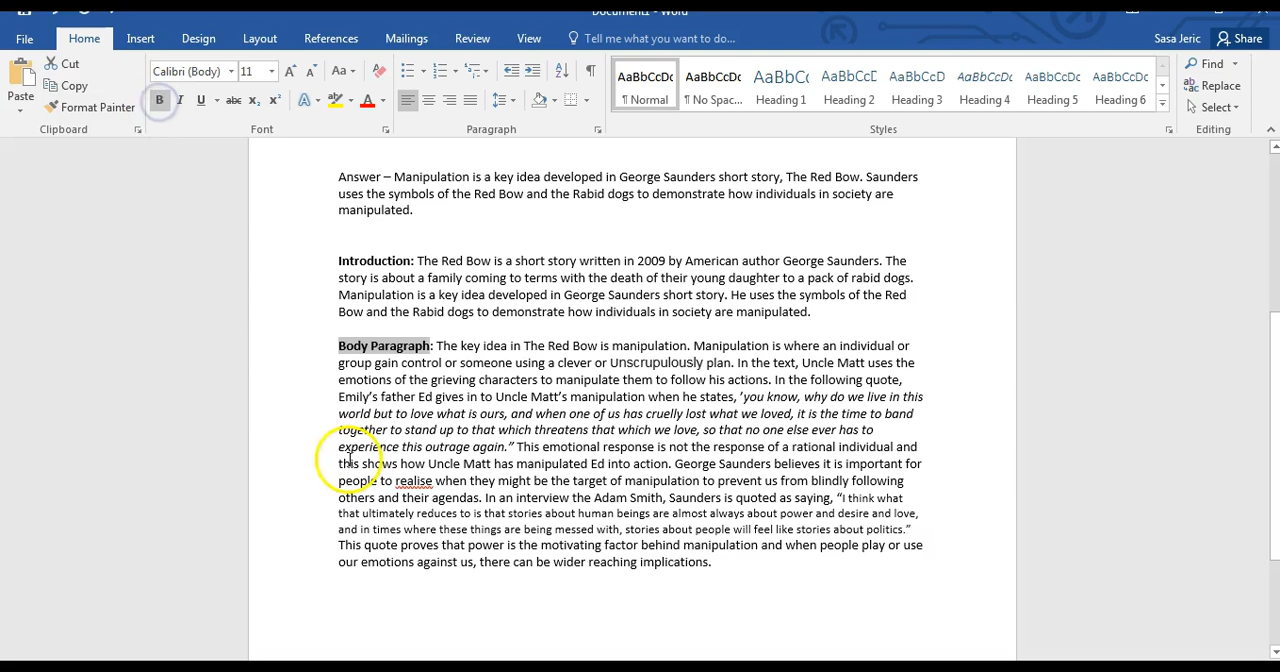 Document1 - Word
File Home Insert Design Layout References Mailings Review View Tell me what you want to do... Sasa Jeric Share
Paste Cut Copy Format Painter
Clipboard
Calibri (Body) 11 A A Aa
B I U abc X₂ X² A A
Font
Paragraph
AaBbCcDc AaBbCcDc AaBbCc AaBbCcD AaBbCcDc AaBbCcDc AaBbCcDc AaBbCcDc
¶ Normal ¶ No Spac... Heading 1 Heading 2 Heading 3 Heading 4 Heading 5 Heading 6
Styles
Find
Replace
Select
Editing
Answer – Manipulation is a key idea developed in George Saunders short story, The Red Bow. Saunders
uses the symbols of the Red Bow and the Rabid dogs to demonstrate how individuals in society are
manipulated.
Introduction: The Red Bow is a short story written in 2009 by American author George Saunders. The
story is about a family coming to terms with the death of their young daughter to a pack of rabid dogs.
Manipulation is a key idea developed in George Saunders short story. He uses the symbols of the Red
Bow and the Rabid dogs to demonstrate how individuals in society are manipulated.
Body Paragraph: The key idea in The Red Bow is manipulation. Manipulation is where an individual or
group gain control or someone using a clever or Unscrupulously plan. In the text, Uncle Matt uses the
emotions of the grieving characters to manipulate them to follow his actions. In the following quote,
Emily’s father Ed gives in to Uncle Matt’s manipulation when he states, ‘you know, why do we live in this
world but to love what is ours, and when one of us has cruelly lost what we loved, it is the time to band
together to stand up to that which threatens that which we love, so that no one else ever has to
experience this outrage again.” This emotional response is not the response of a rational individual and
this shows how Uncle Matt has manipulated Ed into action. George Saunders believes it is important for
people to realise when they might be the target of manipulation to prevent us from blindly following
others and their agendas. In an interview the Adam Smith, Saunders is quoted as saying, “I think what
that ultimately reduces to is that stories about human beings are almost always about power and desire and love,
and in times where these things are being messed with, stories about people will feel like stories about politics.”
This quote proves that power is the motivating factor behind manipulation and when people play or use
our emotions against us, there can be wider reaching implications.